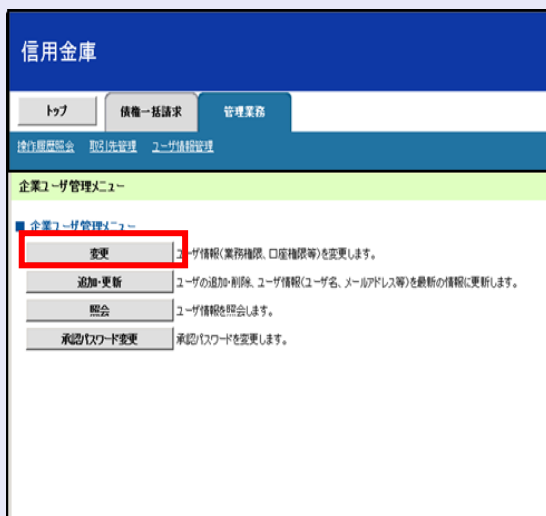 信用金庫
トップ 債権一括請求 管理業務
操作履歴照会 取引先管理 ユーザ情報管理
企業ユーザ管理メニュー
■ 企業ユーザ管理メニュー
変更 ユーザ情報(業務権限、口座権限等)を変更します。
追加・更新 ユーザの追加・削除、ユーザ情報(ユーザ名、メールアドレス等)を最新の情報に更新します。
照会 ユーザ情報を照会します。
承認パスワード変更 承認パスワードを変更します。